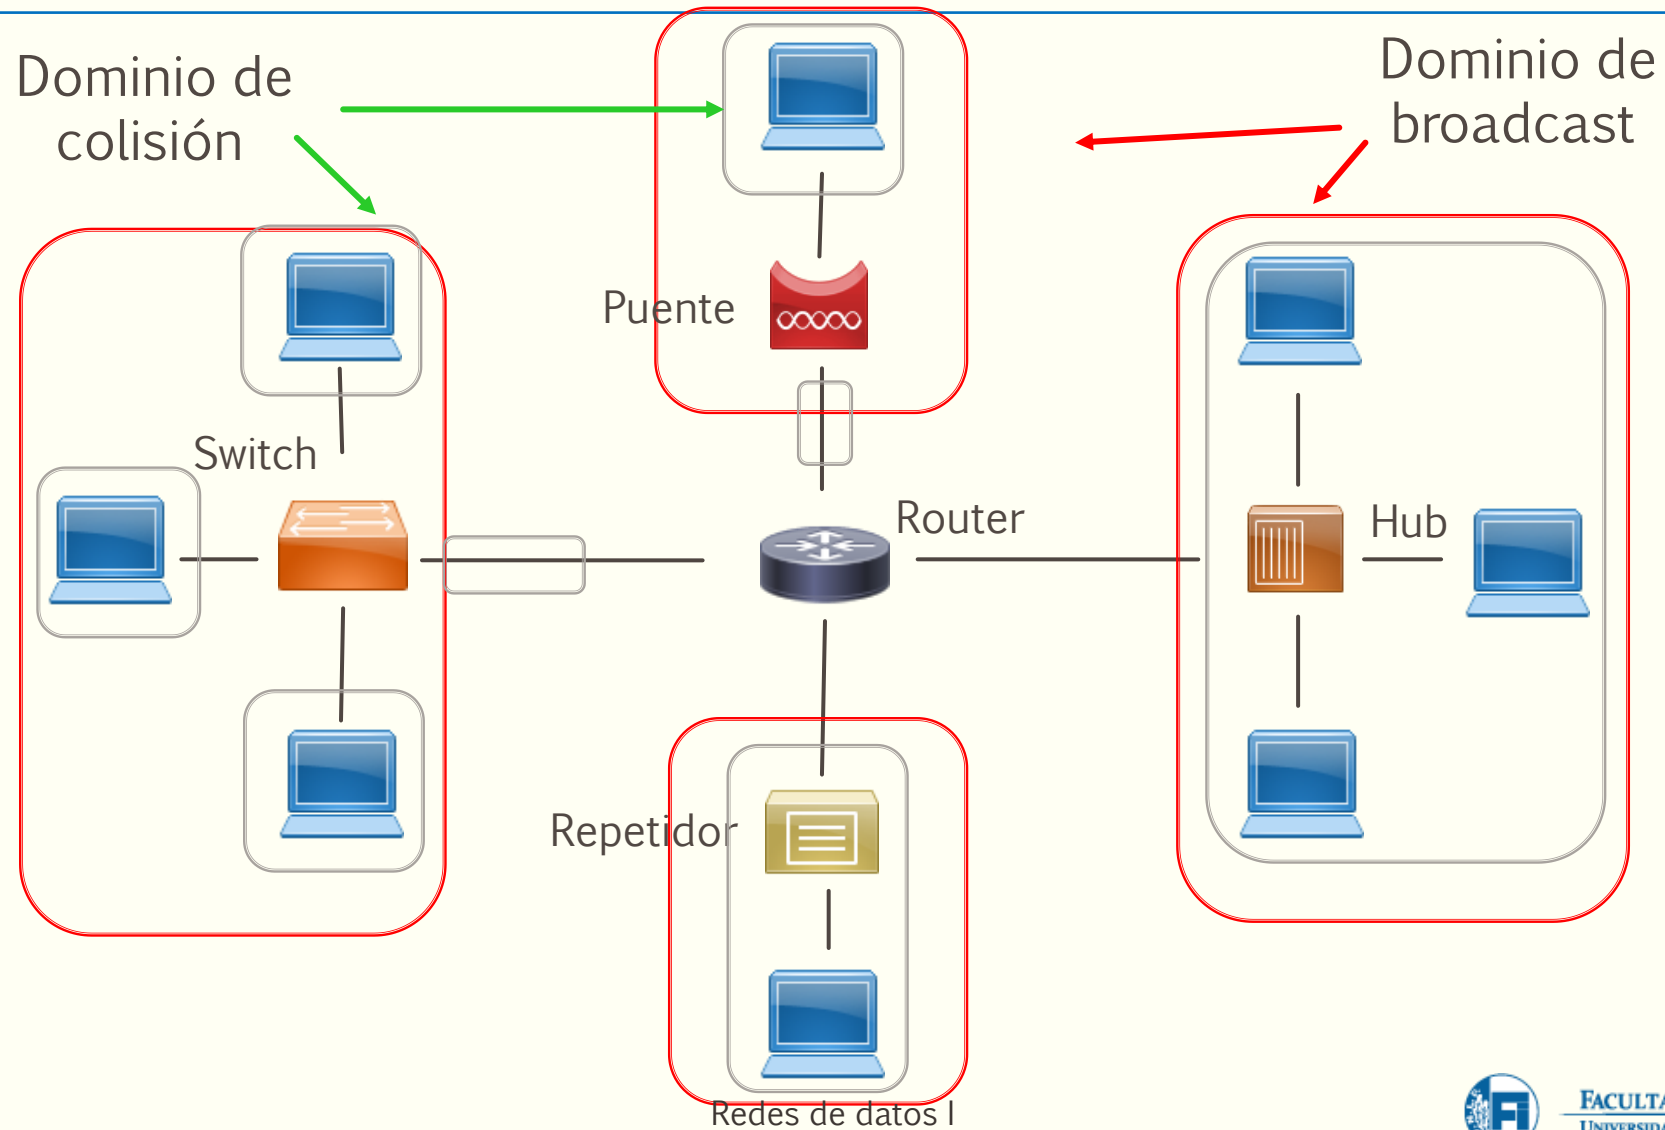 Dominio de
colisión
Dominio de
broadcast
Puente
Switch
Router
Hub
Repetidor
Redes de datos I